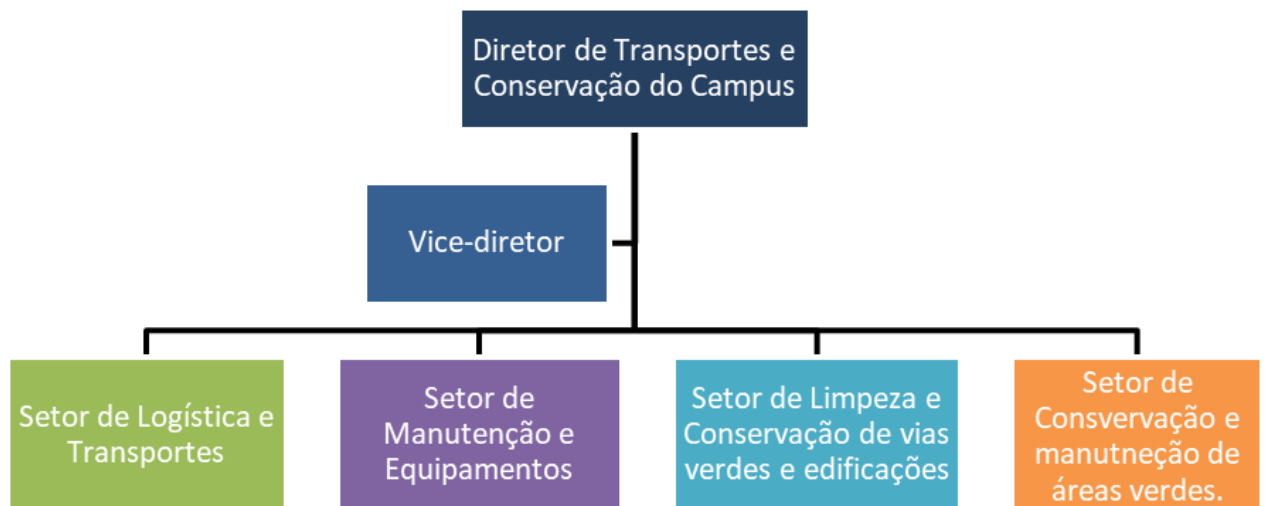 Diretor de Transportes e
Conservação do Campus
Vice-diretor
Setor de Logística e
Transportes
Setor de
Manutenção e
Equipamentos
Setor de Limpeza e
Conservação de vias
verdes e edificações
Setor de
Consvervação e
manutneção de
áreas verdes.